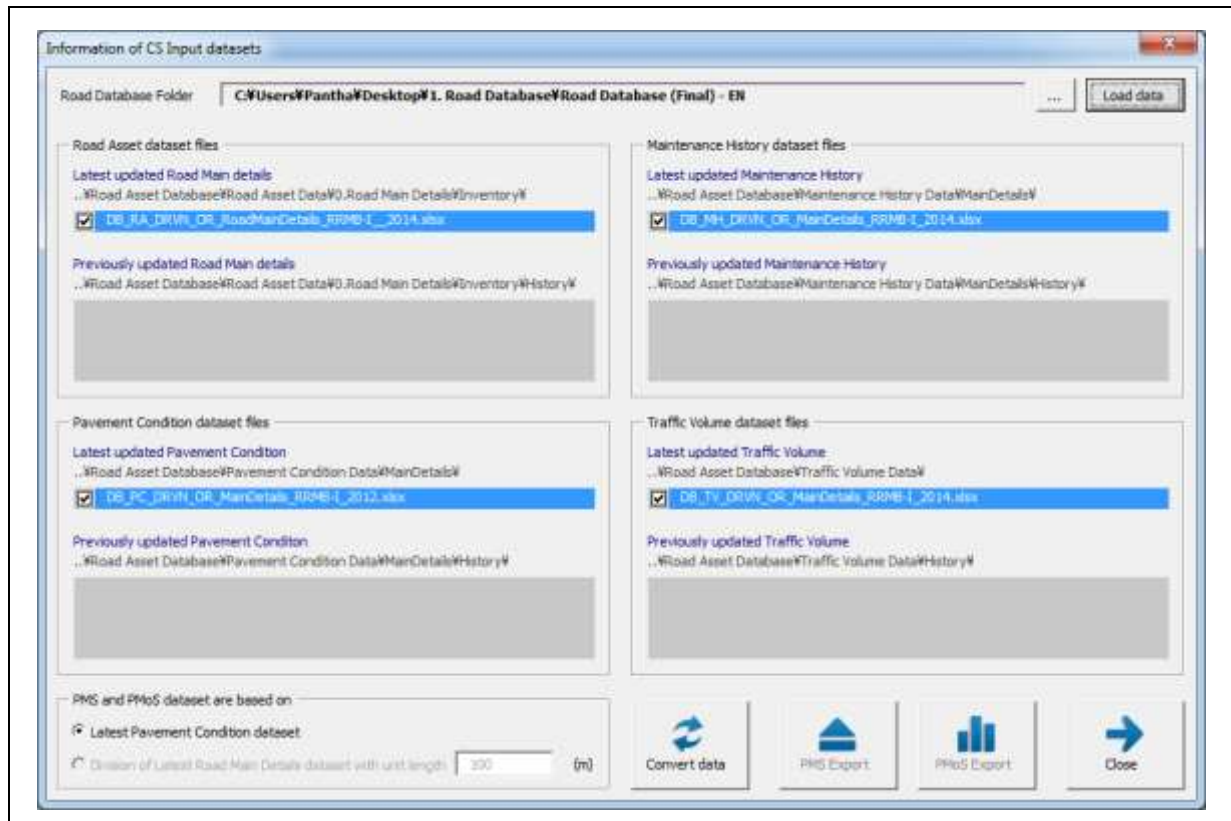 Information of CS Input datasets
Road Database Folder C:¥Users¥Pantha¥Desktop¥1. Road Database¥Road Database (Final) - EN ... Load data
Road Asset dataset files
Latest updated Road Main details
..¥Road Asset Database¥Road Asset Data¥0.Road Main Details¥Inventory¥
DB_RA_DRVN_OR_RoadMainDetails_RRMB-I__2014.xlsx
Previously updated Road Main details
..¥Road Asset Database¥Road Asset Data¥0.Road Main Details¥Inventory¥History¥
Maintenance History dataset files
Latest updated Maintenance History
..¥Road Asset Database¥Maintenance History Data¥MainDetails¥
DB_MH_DRVN_OR_MainDetails_RRMB-I_2014.xlsx
Previously updated Maintenance History
..¥Road Asset Database¥Maintenance History Data¥MainDetails¥History¥
Pavement Condition dataset files
Latest updated Pavement Condition
..¥Road Asset Database¥Pavement Condition Data¥MainDetails¥
DB_PC_DRVN_OR_MainDetails_RRMB-I_2012.xlsx
Previously updated Pavement Conditon
..¥Road Asset Database¥Pavement Condition Data¥MainDetails¥History¥
Traffic Volume dataset files
Latest updated Traffic Volume
..¥Road Asset Database¥Traffic Volume Data¥
DB_TV_DRVN_OR_MainDetails_RRMB-I_2014.xlsx
Previously updated Traffic Volume
..¥Road Asset Database¥Traffic Volume Data¥History¥
PMS and PMoS dataset are based on
Latest Pavement Condition dataset
Division of Latest Road Main Details dataset with unit length 100 (m)
Convert data
PMS Export
PMoS Export
Close